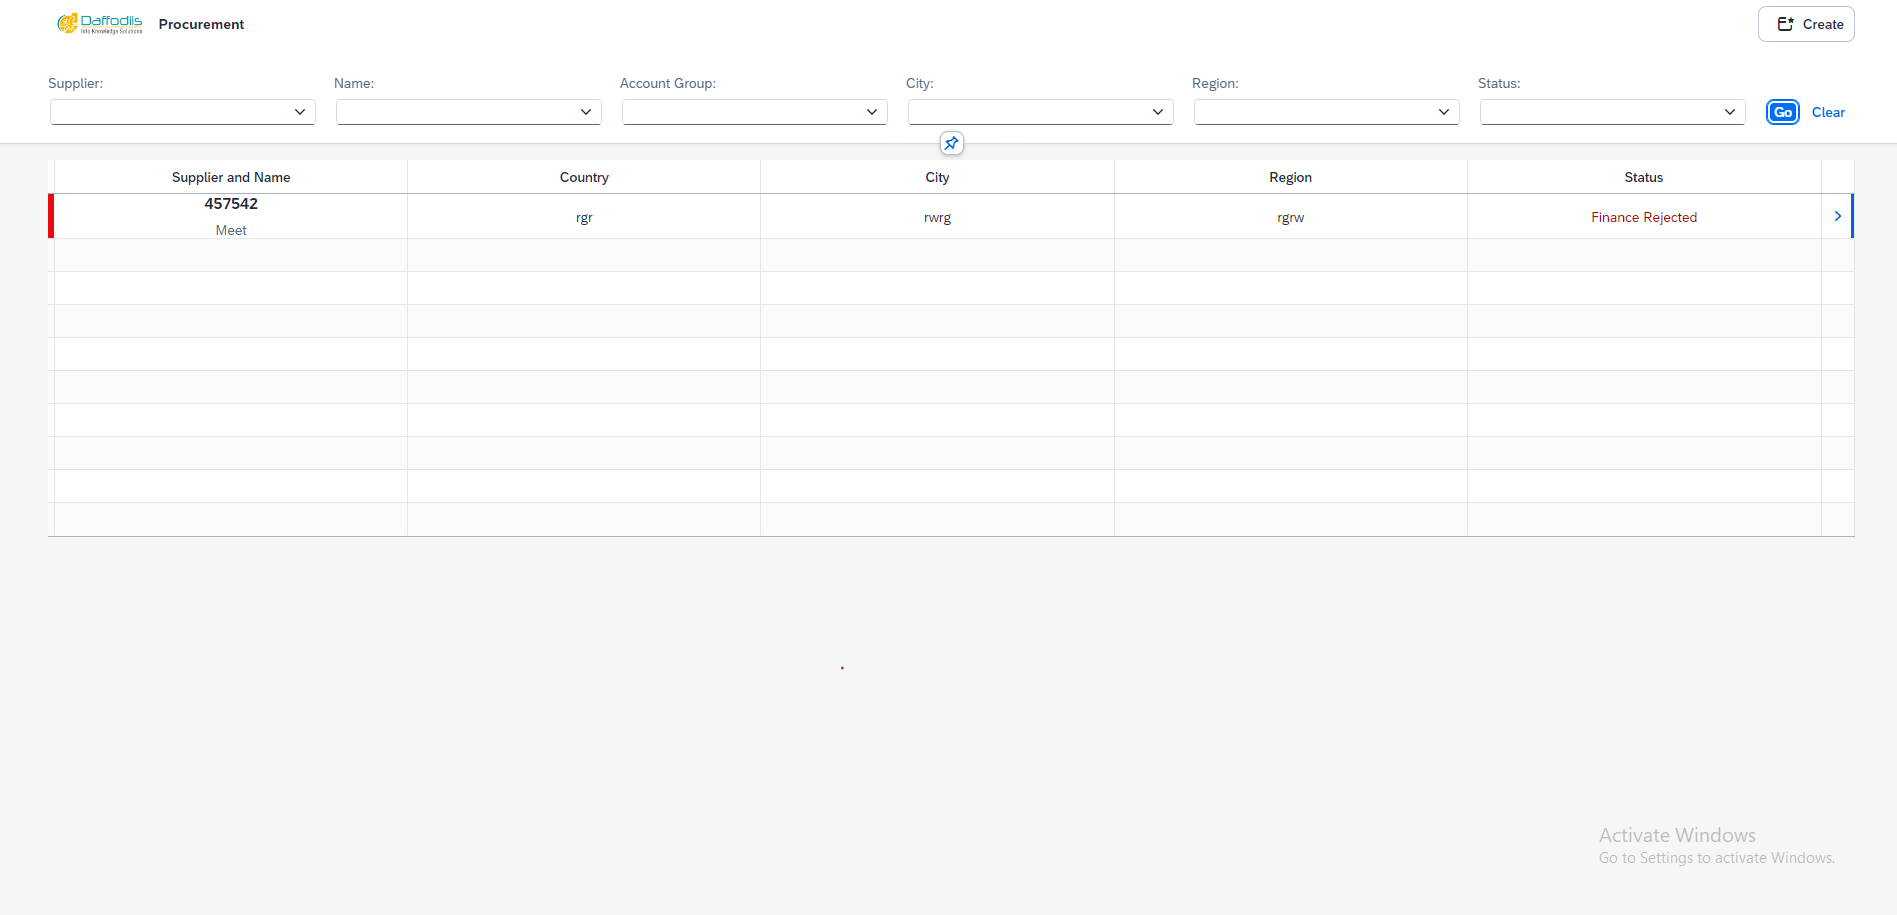 Daffodils
Info Knowledge Solutions
Procurement
Create
Supplier:
Name:
Account Group:
City:
Region:
Status:
Go
Clear
Supplier and Name
Country
City
Region
Status
457542
Meet
rgr
rwrg
rgrw
Finance Rejected
Activate Windows
Go to Settings to activate Windows.